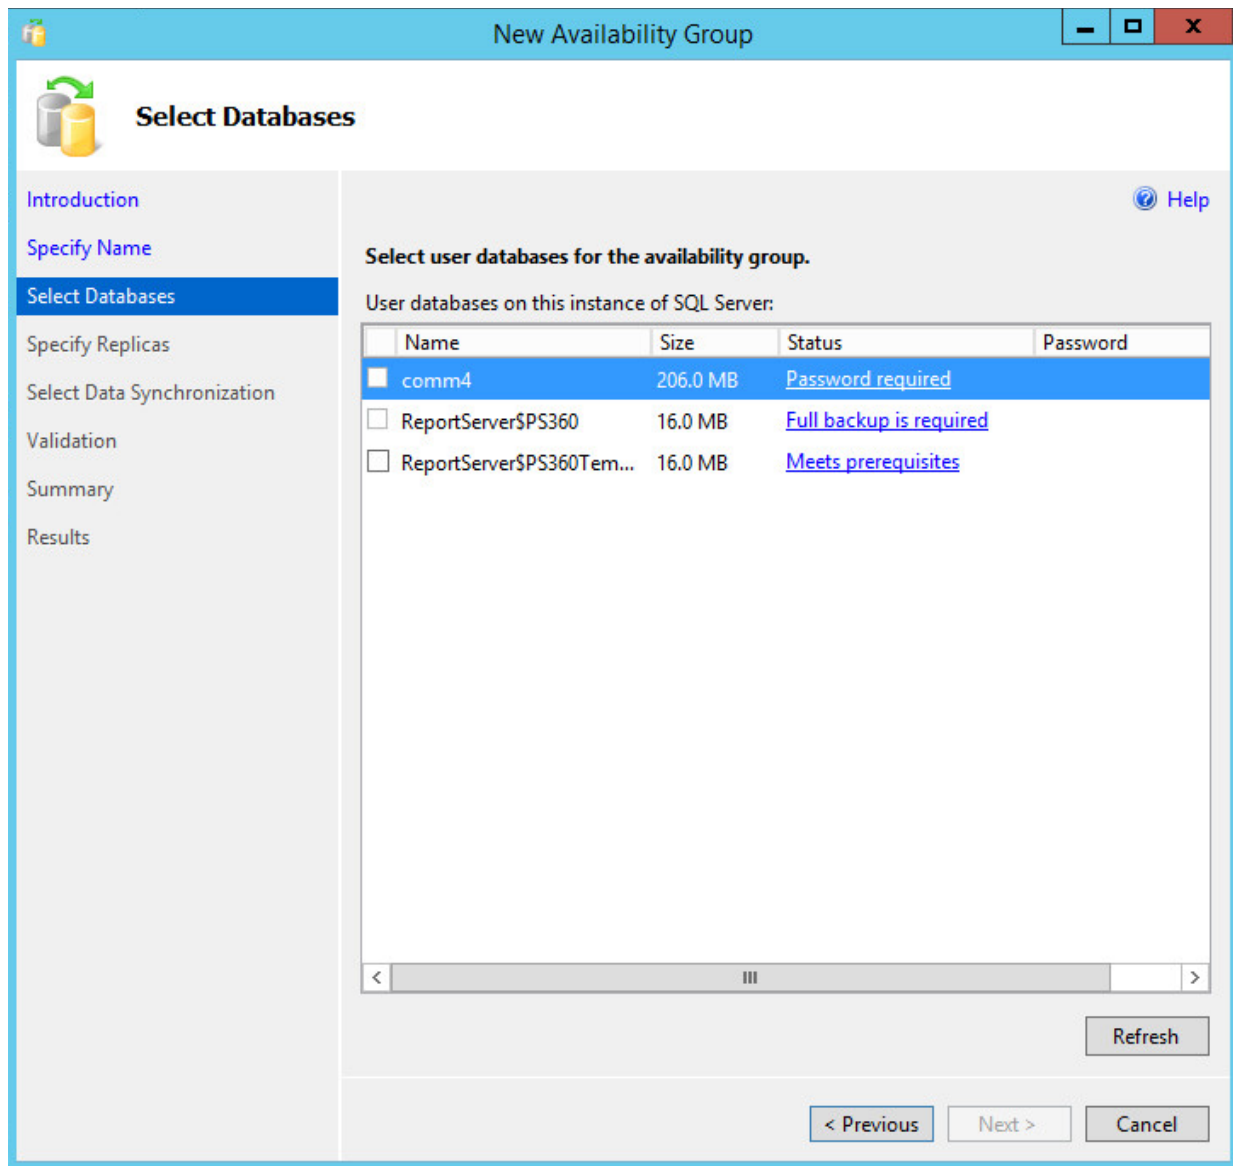 New Availability Group
Select Databases
Introduction
Help
Specify Name
Select user databases for the availability group.
Select Databases
User databases on this instance of SQL Server:
Specify Replicas
Name Size Status Password
comm4 206.0 MB Password required
Select Data Synchronization
ReportServer$PS360 16.0 MB Full backup is required
Validation
ReportServer$PS360Tem... 16.0 MB Meets prerequisites
Summary
Results
Refresh
< Previous Next > Cancel